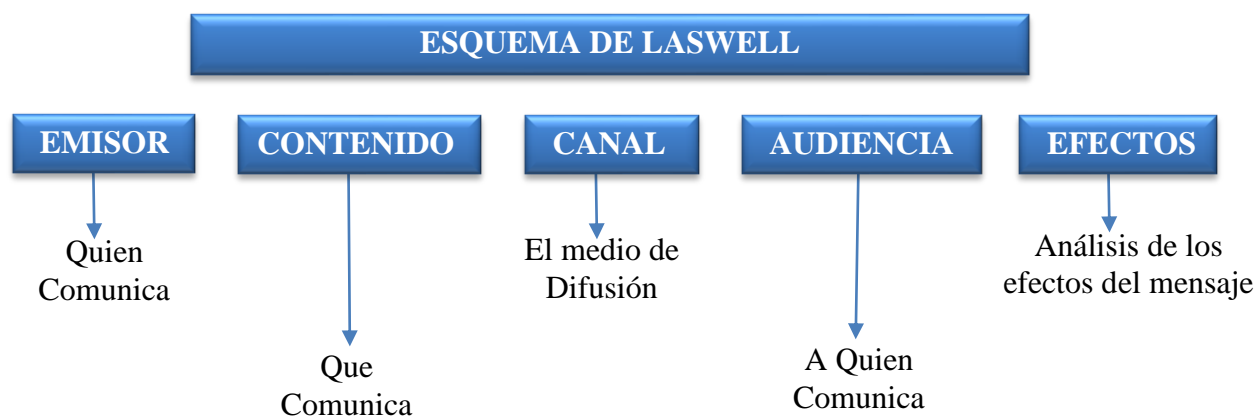 ESQUEMA DE LASWELL
EMISOR
CONTENIDO
CANAL
AUDIENCIA
EFECTOS
Quien
Comunica
Que
Comunica
El medio de
Difusión
A Quien
Comunica
Análisis de los
efectos del mensaje